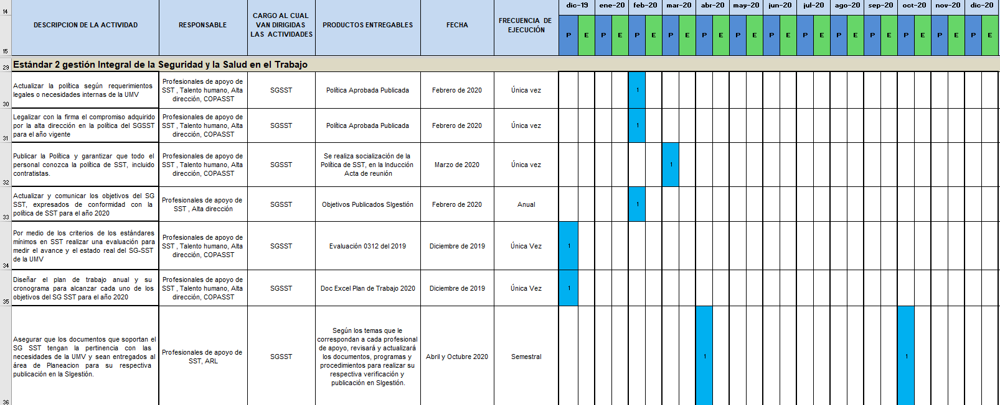 14
DESCRIPCION DE LA ACTIVIDAD
RESPONSABLE
CARGO AL CUAL
VAN DIRIGIDAS
LAS ACTIVIDADES
PRODUCTOS ENTREGABLES
FECHA
FRECUENCIA DE
EJECUCIÓN
dic-19 ene-20 feb-20 mar-20 abr-20 may-20 jun-20 jul-20 ago-20 sep-20 oct-20 nov-20 dic-20
P E P E P E P E P E P E P E P E P E P E P E P E P E
15
29 Estándar 2 gestión Integral de la Seguridad y la Salud en el Trabajo
Actualizar la política según requerimientos
legales o necesidades internas de la UMV
Profesionales de apoyo de
SST , Talento humano, Alta
dirección, COPASST
SGSST
Política Aprobada Publicada
Febrero de 2020
Única vez
1
30
Legalizar con la firma el compromiso adquirido
por la alta dirección en la política del SGSST
para el año vigente
Profesionales de apoyo de
SST , Talento humano, Alta
dirección, COPASST
SGSST
Política Aprobada Publicada
Febrero de 2020
Única vez
1
31
Publicar la Política y garantizar que todo el
personal conozca la política de SST, incluido
contratistas.
Profesionales de apoyo de
SST , Talento humano, Alta
dirección, COPASST
SGSST
Se realiza socialización de la
Política de SST, en la Inducción
Acta de reunión
Marzo de 2020
Única vez
1
32
Actualizar y comunicar los objetivos del SG
SST, expresados de conformidad con la
política de SST para el año 2020
Profesionales de apoyo de
SST , Alta dirección
SGSST
Objetivos Publicados SIgestión
Febrero de 2020
Anual
1
33
Por medio de los criterios de los estándares
mínimos en SST realizar una evaluación para
medir el avance y el estado real del SG-SST
de la UMV
Profesionales de apoyo de
SST , Talento humano, Alta
dirección, COPASST
SGSST
Evaluación 0312 del 2019
Diciembre de 2019
Única Vez
1
34
Diseñar el plan de trabajo anual y su
cronograma para alcanzar cada uno de los
objetivos del SG SST para el año 2020
Profesionales de apoyo de
SST , Talento humano, Alta
dirección, COPASST
SGSST
Doc Excel Plan de Trabajo 2020
Diciembre de 2019
Única Vez
1
35
Asegurar que los documentos que soportan el
SG SST tengan la pertinencia con las
necesidades de la UMV y sean entregados al
área de Planeacion para su respectiva
publicación en la SIgestión.
Profesionales de apoyo de
SST, ARL
SGSST
Según los temas que le
correspondan a cada profesional
de apoyo, revisará y actualizará
los documentos, programas y
procedimientos para realizar su
respectiva verificación y
publicación en SIgestión.
Abril y Octubre 2020
Semestral
1
1
36